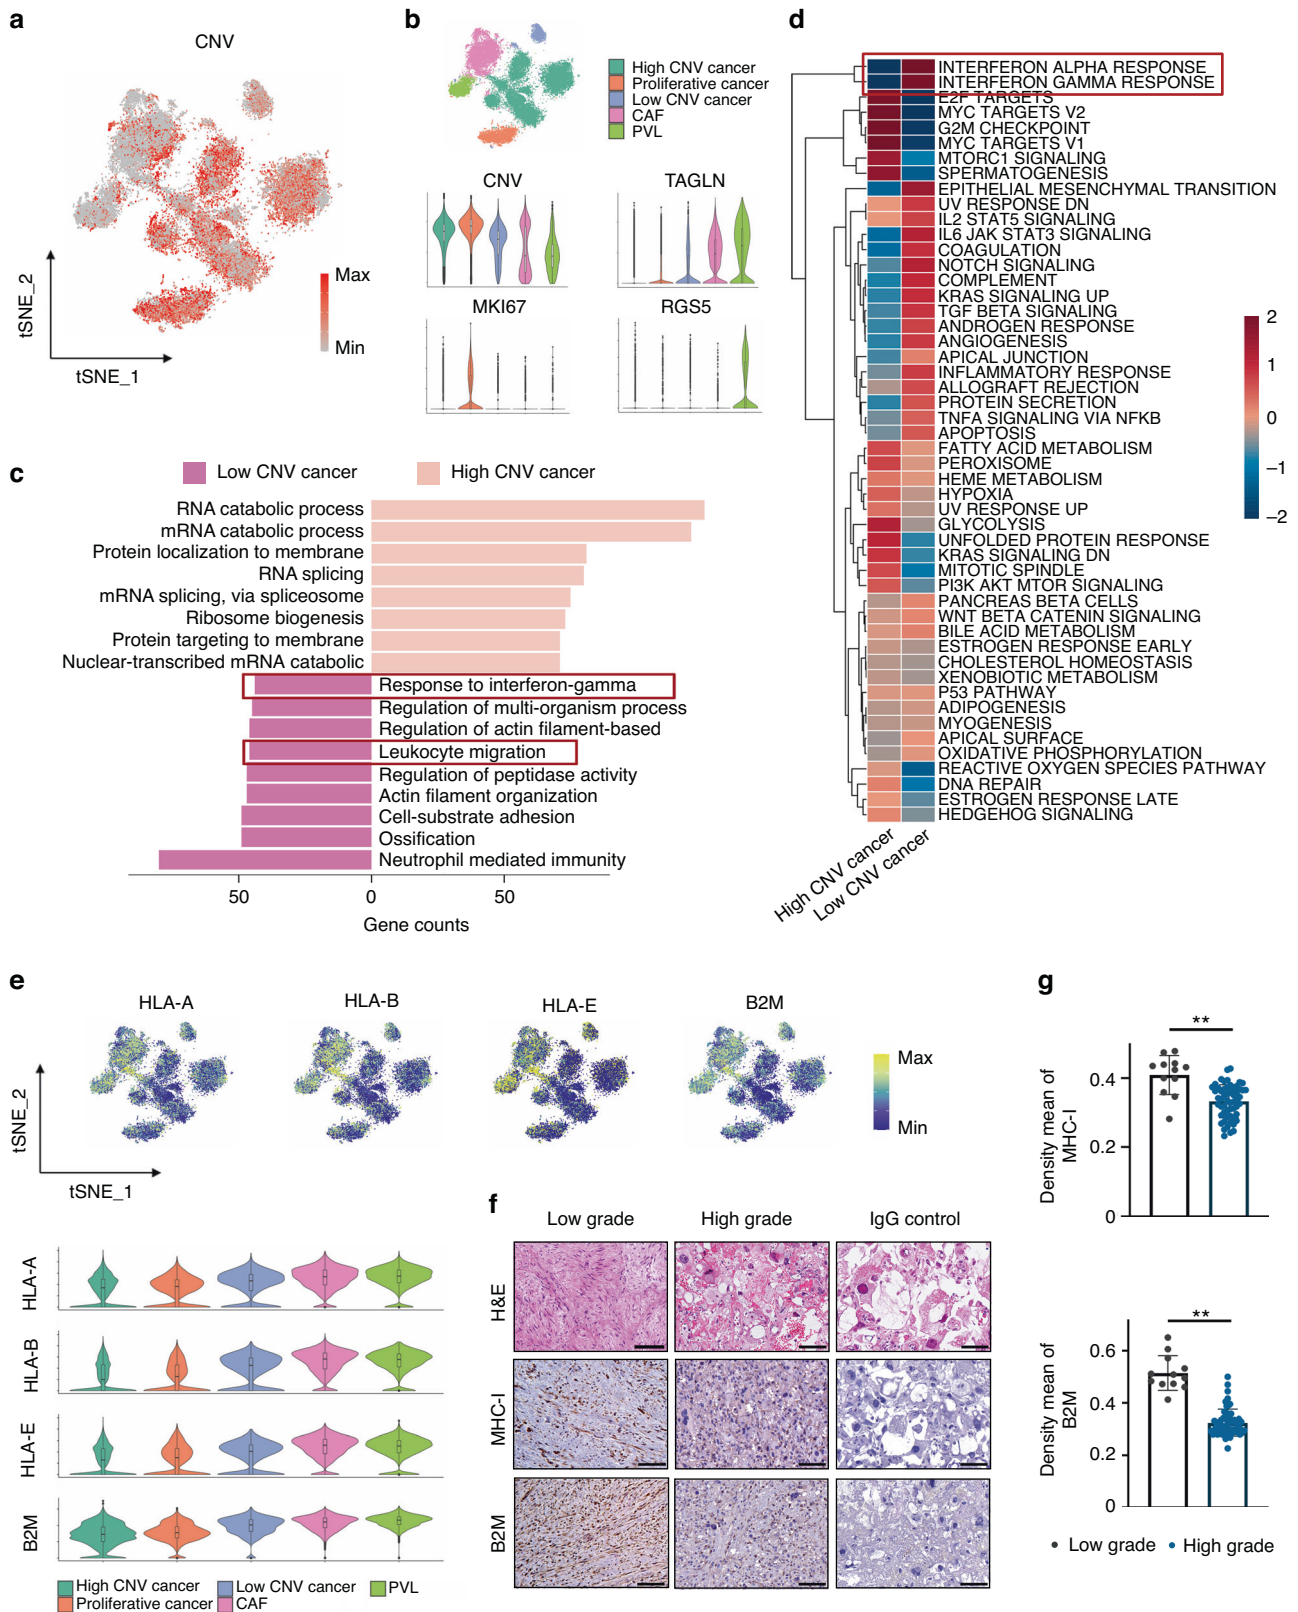 a
CNV
tSNE_2
tSNE_1
Max
Min
b
High CNV cancer
Proliferative cancer
Low CNV cancer
CAF
PVL
CNV
TAGLN
MKI67
RGS5
c
Low CNV cancer
High CNV cancer
RNA catabolic process
mRNA catabolic process
Protein localization to membrane
RNA splicing
mRNA splicing, via spliceosome
Ribosome biogenesis
Protein targeting to membrane
Nuclear-transcribed mRNA catabolic
Response to interferon-gamma
Regulation of multi-organism process
Regulation of actin filament-based
Leukocyte migration
Regulation of peptidase activity
Actin filament organization
Cell-substrate adhesion
Ossification
Neutrophil mediated immunity
50 0 50
Gene counts
d
INTERFERON ALPHA RESPONSE
INTERFERON GAMMA RESPONSE
E2F TARGETS
MYC TARGETS V2
G2M CHECKPOINT
MYC TARGETS V1
MTORC1 SIGNALING
SPERMATOGENESIS
EPITHELIAL MESENCHYMAL TRANSITION
UV RESPONSE DN
IL2 STAT5 SIGNALING
IL6 JAK STAT3 SIGNALING
COAGULATION
NOTCH SIGNALING
COMPLEMENT
KRAS SIGNALING UP
TGF BETA SIGNALING
ANDROGEN RESPONSE
ANGIOGENESIS
APICAL JUNCTION
INFLAMMATORY RESPONSE
ALLOGRAFT REJECTION
PROTEIN SECRETION
TNFA SIGNALING VIA NFKB
APOPTOSIS
FATTY ACID METABOLISM
PEROXISOME
HEME METABOLISM
HYPOXIA
UV RESPONSE UP
GLYCOLYSIS
UNFOLDED PROTEIN RESPONSE
KRAS SIGNALING DN
MITOTIC SPINDLE
PI3K AKT MTOR SIGNALING
PANCREAS BETA CELLS
WNT BETA CATENIN SIGNALING
BILE ACID METABOLISM
ESTROGEN RESPONSE EARLY
CHOLESTEROL HOMEOSTASIS
XENOBIOTIC METABOLISM
P53 PATHWAY
ADIPOGENESIS
MYOGENESIS
APICAL SURFACE
OXIDATIVE PHOSPHORYLATION
REACTIVE OXYGEN SPECIES PATHWAY
DNA REPAIR
ESTROGEN RESPONSE LATE
HEDGEHOG SIGNALING
High CNV cancer
Low CNV cancer
2
1
0
−1
−2
e
HLA-A
HLA-B
HLA-E
B2M
tSNE_2
tSNE_1
Max
Min
HLA-A
HLA-B
HLA-E
B2M
High CNV cancer
Low CNV cancer
PVL
Proliferative cancer
CAF
f
Low grade
High grade
IgG control
H&E
MHC-I
B2M
g
**
Density mean of
MHC-I
0.4
0.2
0
**
Density mean of
B2M
0.6
0.4
0.2
0
Low grade
High grade